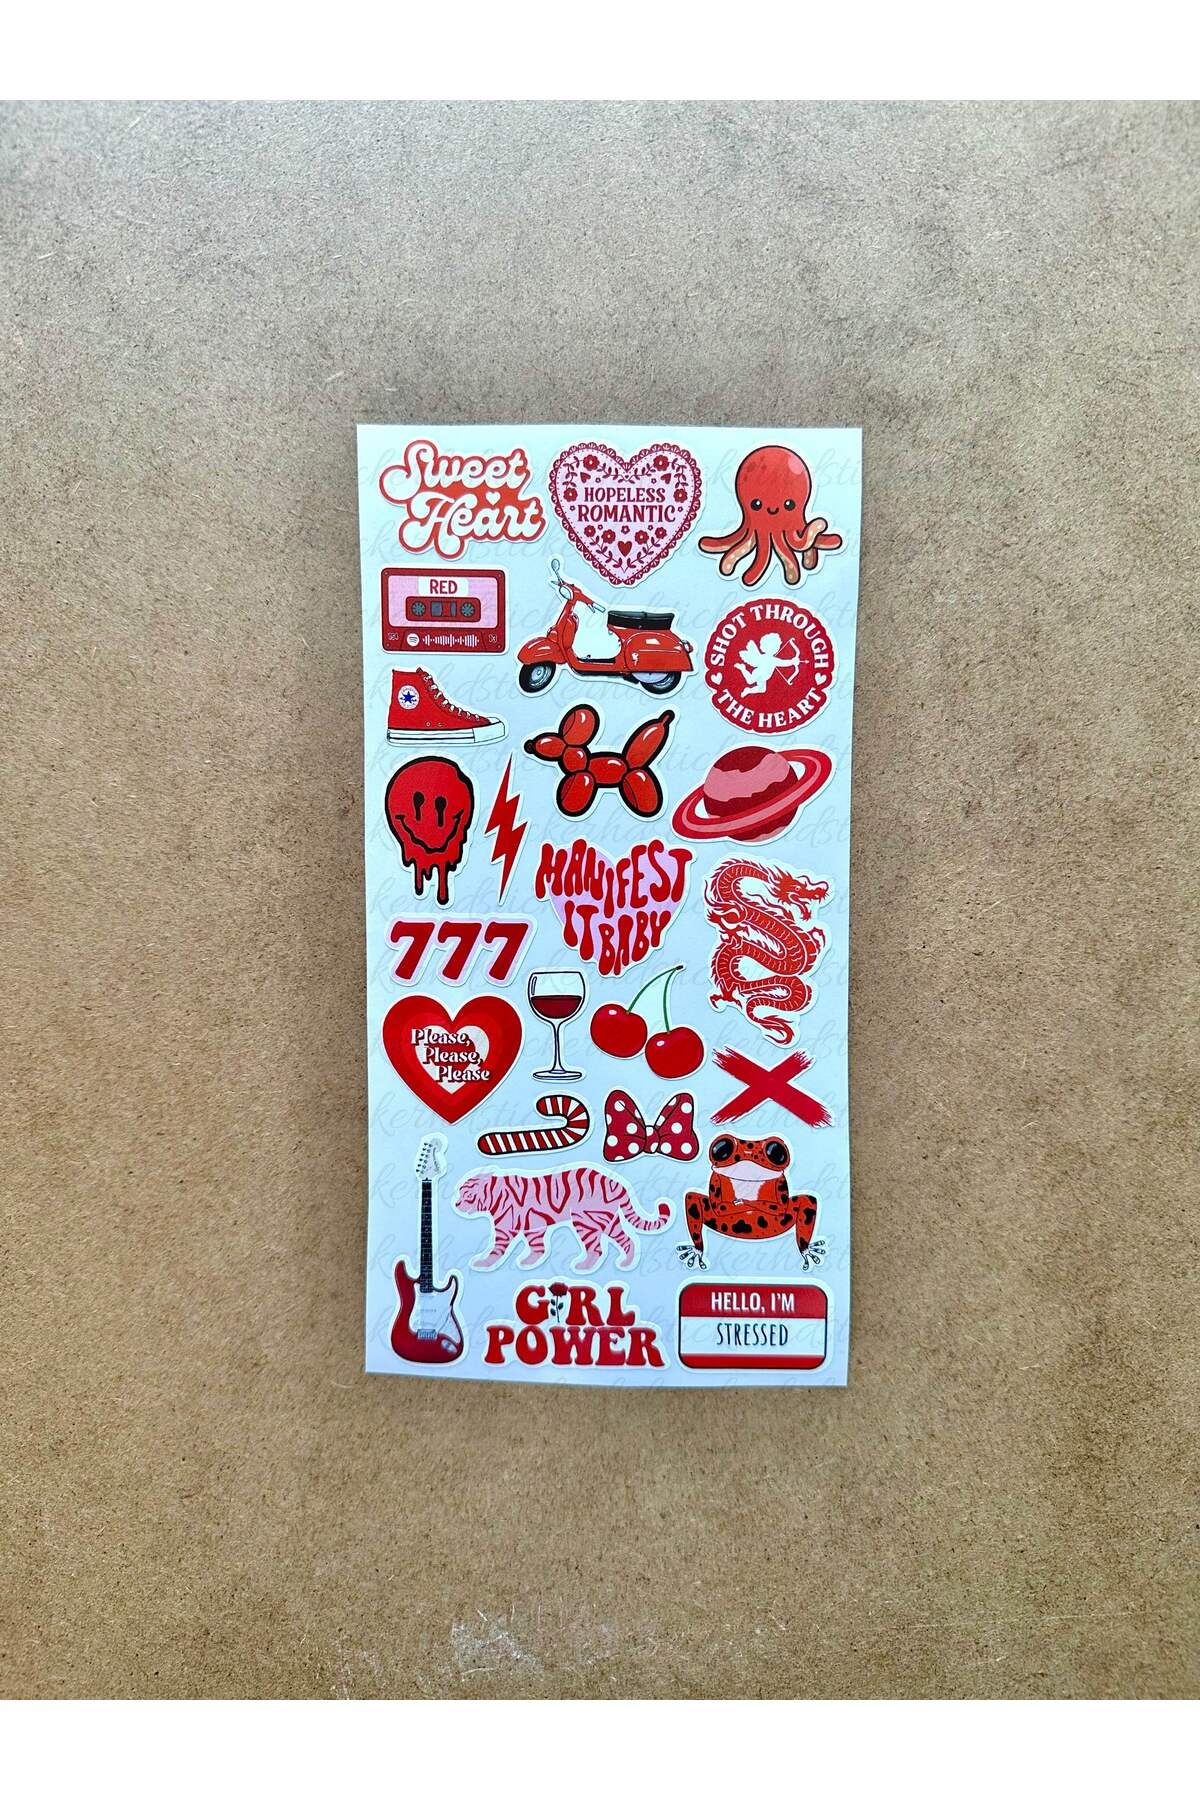 Sweet
Heart
HOPELESS
ROMANTIC
RED
SHOT THROUGH
THE HEART
MANIFEST
IT BABY
777
Please,
Please,
Please
GIRL
POWER
HELLO, I'M
STRESSED